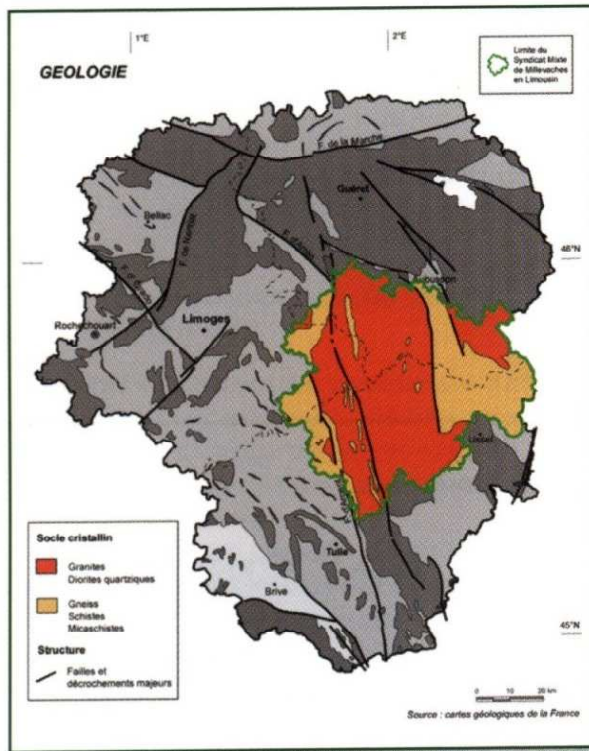 1°E
2°E
GEOLOGIE
Limite du
Syndicat Mixte
de Millevaches
en Limousin
F. de la Marche
Guéret
Bellac
F. de Nantiat
46°N
Limoges
Rochechouart
Ussel
Tulle
Brive
45°N
Socle cristallin
Granites
Diorites quartziques
Gneiss
Schistes
Micaschistes
Structure
Failles et
décrochements majeurs
0 10 20 km
Source : cartes géologiques de la France